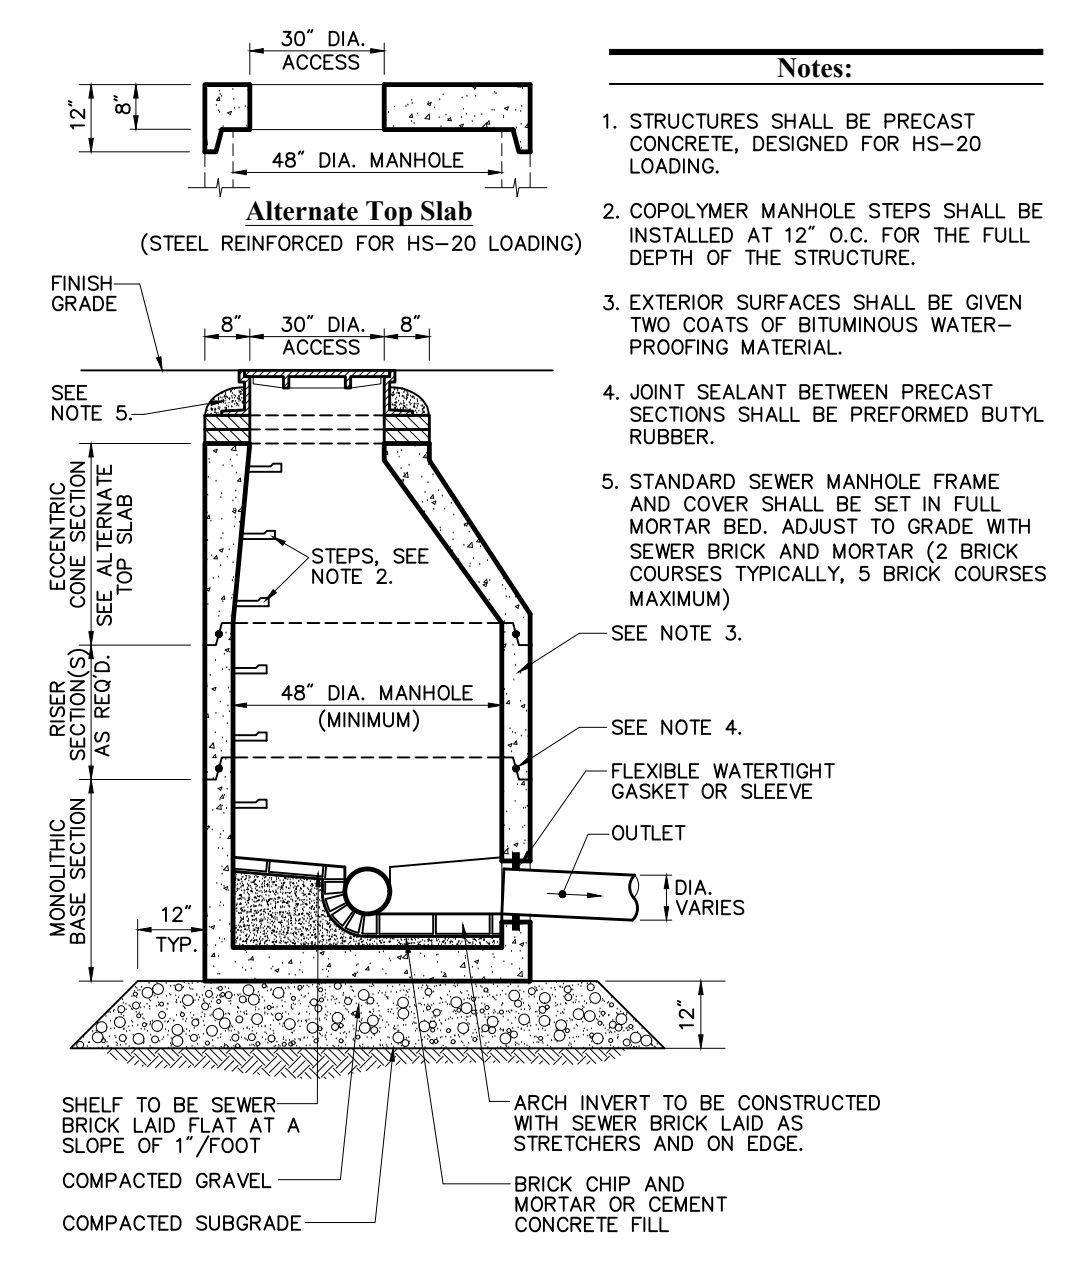 30" DIA.
ACCESS
12"
8"
48" DIA. MANHOLE
Alternate Top Slab
(STEEL REINFORCED FOR HS-20 LOADING)
Notes:
1. STRUCTURES SHALL BE PRECAST
CONCRETE, DESIGNED FOR HS-20
LOADING.
2. COPOLYMER MANHOLE STEPS SHALL BE
INSTALLED AT 12" O.C. FOR THE FULL
DEPTH OF THE STRUCTURE.
3. EXTERIOR SURFACES SHALL BE GIVEN
TWO COATS OF BITUMINOUS WATER-
PROOFING MATERIAL.
4. JOINT SEALANT BETWEEN PRECAST
SECTIONS SHALL BE PREFORMED BUTYL
RUBBER.
5. STANDARD SEWER MANHOLE FRAME
AND COVER SHALL BE SET IN FULL
MORTAR BED. ADJUST TO GRADE WITH
SEWER BRICK AND MORTAR (2 BRICK
COURSES TYPICALLY, 5 BRICK COURSES
MAXIMUM)
FINISH
GRADE
8"
30" DIA.
ACCESS
8"
SEE
NOTE 5.
ECCENTRIC
CONE SECTION
SEE ALTERNATE
TOP SLAB
STEPS, SEE
NOTE 2.
SEE NOTE 3.
RISER
SECTION(S)
AS REQ'D.
48" DIA. MANHOLE
(MINIMUM)
SEE NOTE 4.
FLEXIBLE WATERTIGHT
GASKET OR SLEEVE
OUTLET
MONOLITHIC
BASE SECTION
DIA.
VARIES
12"
TYP.
12"
SHELF TO BE SEWER
BRICK LAID FLAT AT A
SLOPE OF 1"/FOOT
COMPACTED GRAVEL
COMPACTED SUBGRADE
ARCH INVERT TO BE CONSTRUCTED
WITH SEWER BRICK LAID AS
STRETCHERS AND ON EDGE.
BRICK CHIP AND
MORTAR OR CEMENT
CONCRETE FILL